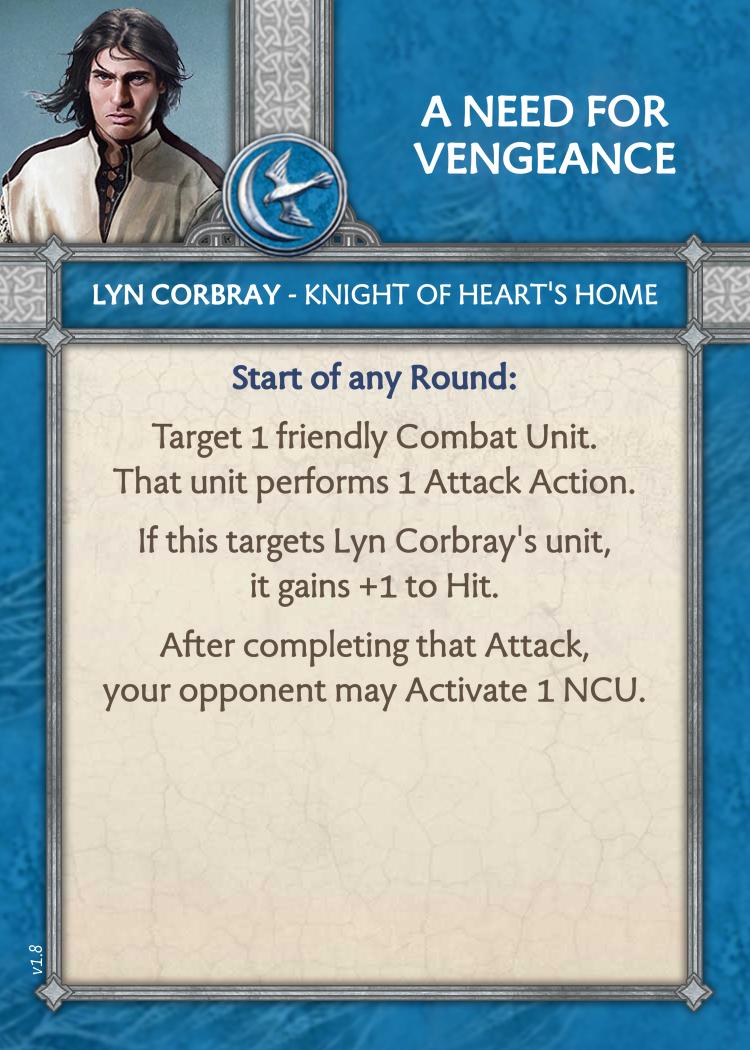 A NEED FOR
VENGEANCE
LYN CORBRAY - KNIGHT OF HEART'S HOME
Start of any Round:
Target 1 friendly Combat Unit.
That unit performs 1 Attack Action.
If this targets Lyn Corbray's unit,
it gains +1 to Hit.
After completing that Attack,
your opponent may Activate 1 NCU.
v1.8